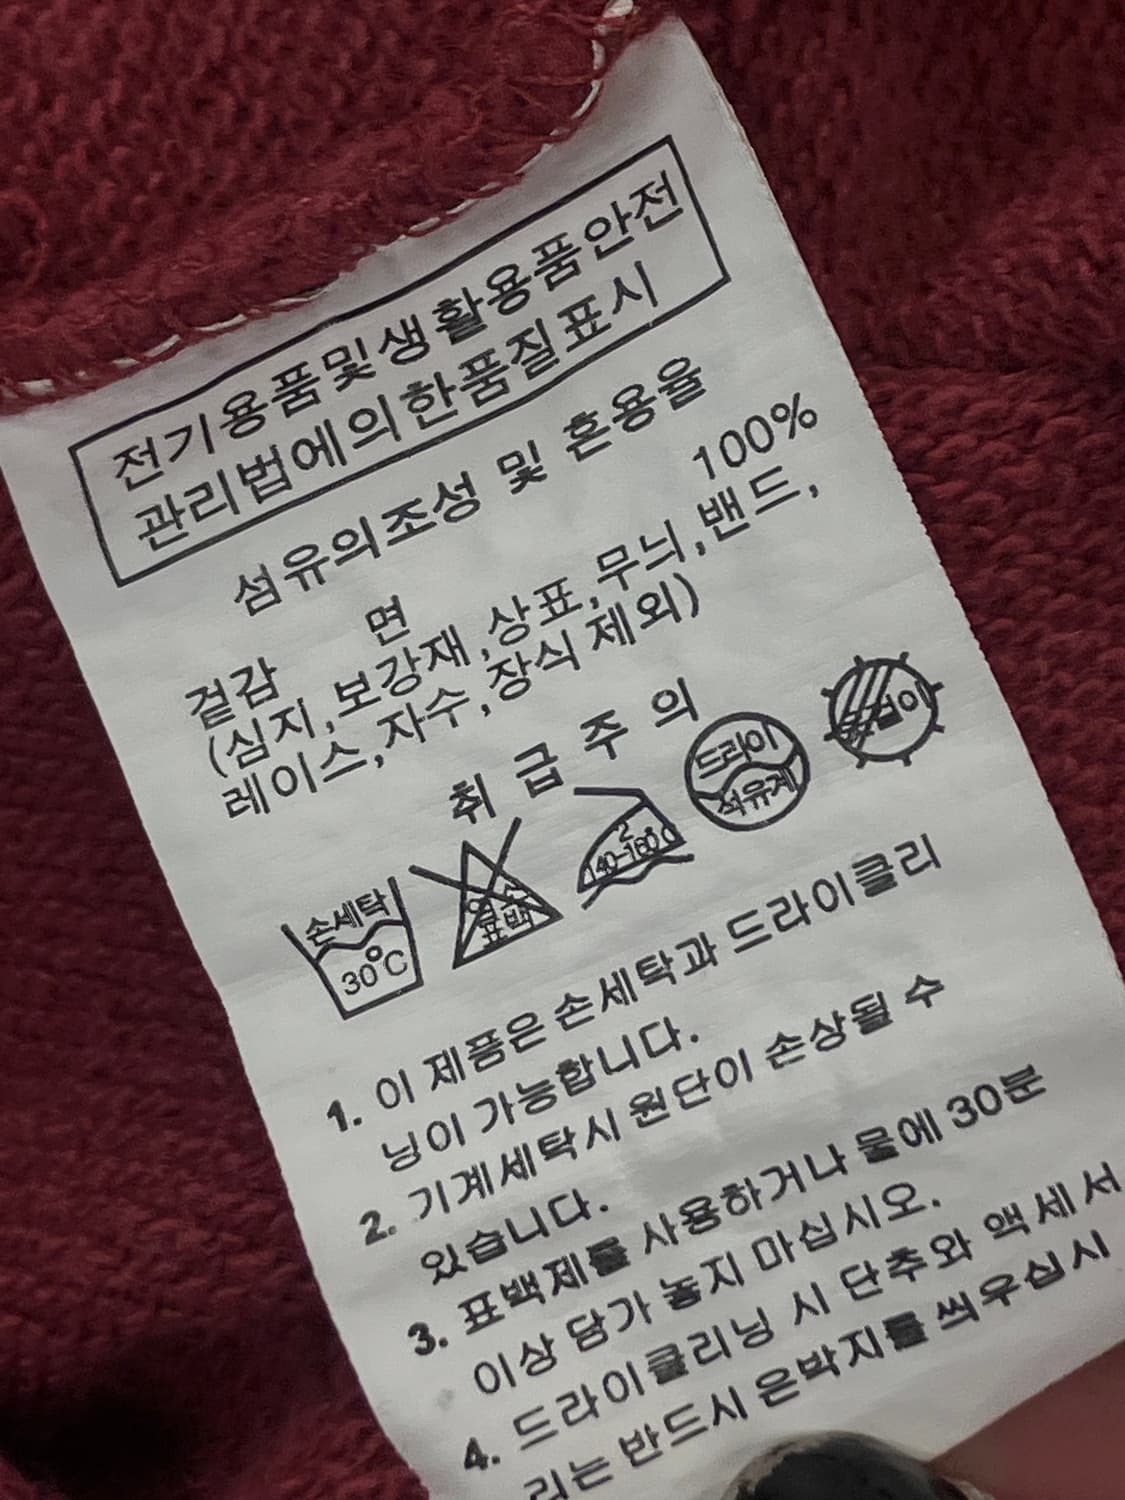 전기용품및생활용품안전
관리법에의한품질표시
섬유의조성 및 혼용율
겉감 면 100%
(심지,보강재,상표,무늬,밴드,
레이스,자수,장식 제외)
취 급 주 의
손세탁
30°C
염소
표백
2
140-160°C
드라이
석유계
옷걸이
1. 이 제품은 손세탁과 드라이클리
닝이 가능합니다.
2. 기계세탁시 원단이 손상될 수
있습니다.
3. 표백제를 사용하거나 물에 30분
이상 담가 놓지 마십시오.
4. 드라이클리닝 시 단추와 액세서
리는 반드시 은박지를 씌우십시